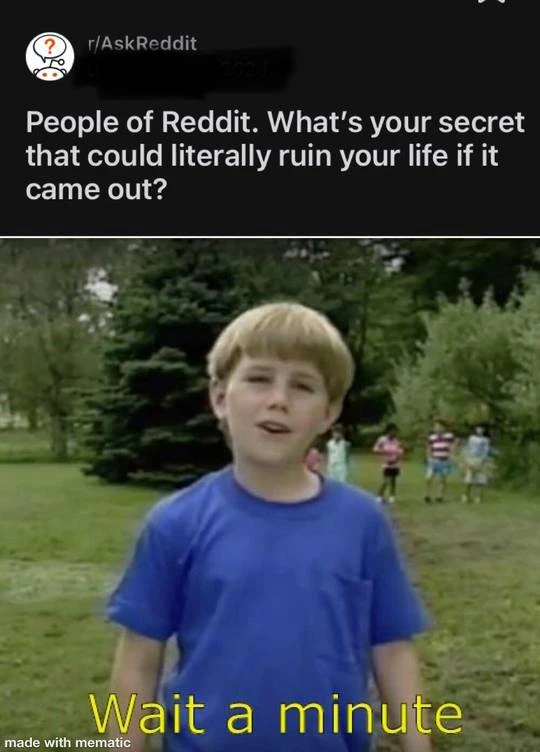 r/AskReddit
People of Reddit. What's your secret
that could literally ruin your life if it
came out?
Wait a minute
made with mematic